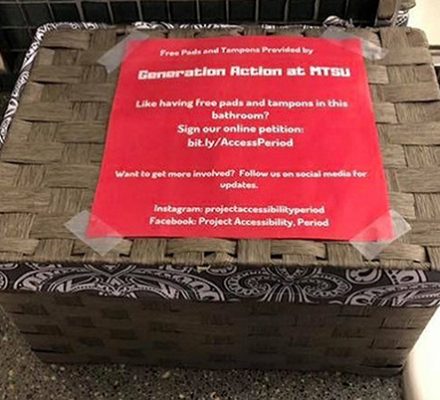 Free Pads and Tampons Provided by
Generation Action at MTSU
Like having free pads and tampons in this
bathroom?
Sign our online petition:
bit.ly/AccessPeriod
Want to get more involved? Follow us on social media for
updates.
Instagram: projectaccessibilityperiod
Facebook: Project Accessibility, Period